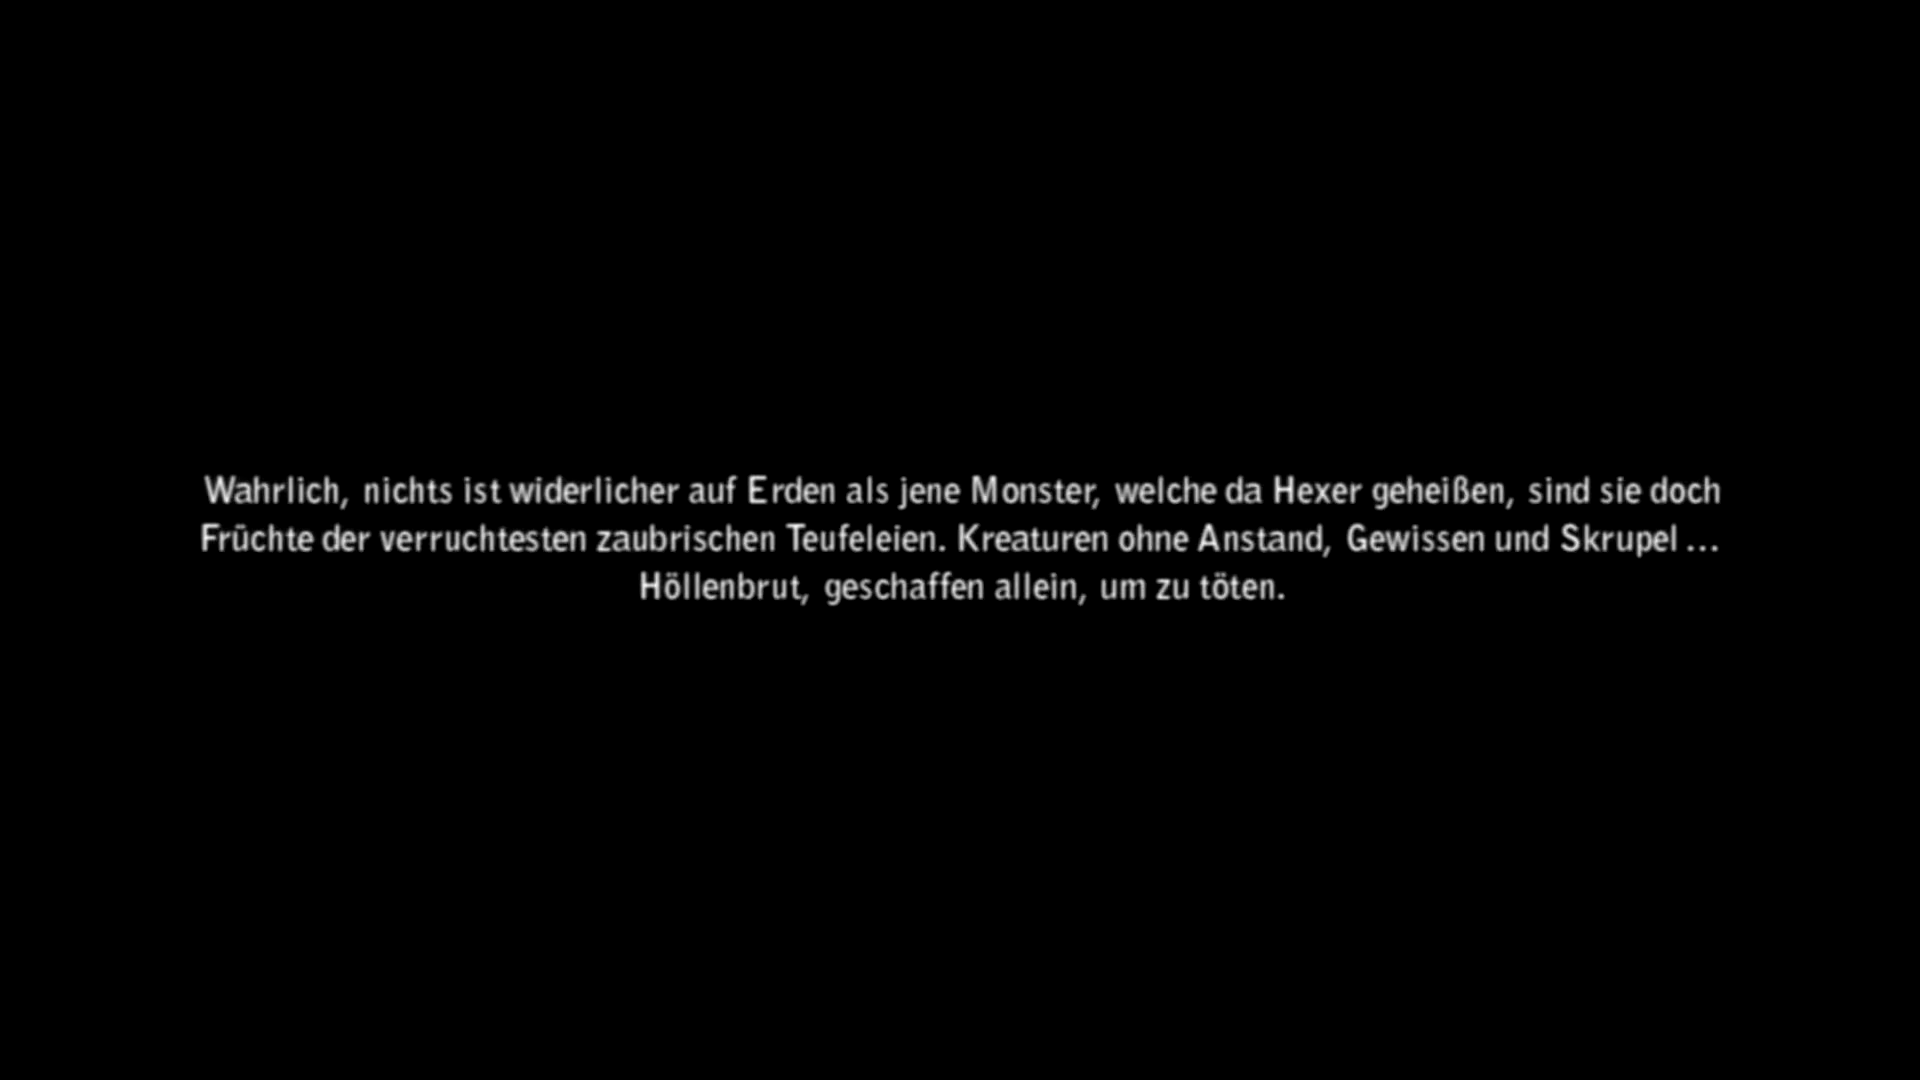 Wahrlich, nichts ist widerlicher auf Erden als jene Monster, welche da Hexer geheißen, sind sie doch
Früchte der verruchtesten zaubrischen Teufeleien. Kreaturen ohne Anstand, Gewissen und Skrupel ...
Höllenbrut, geschaffen allein, um zu töten.